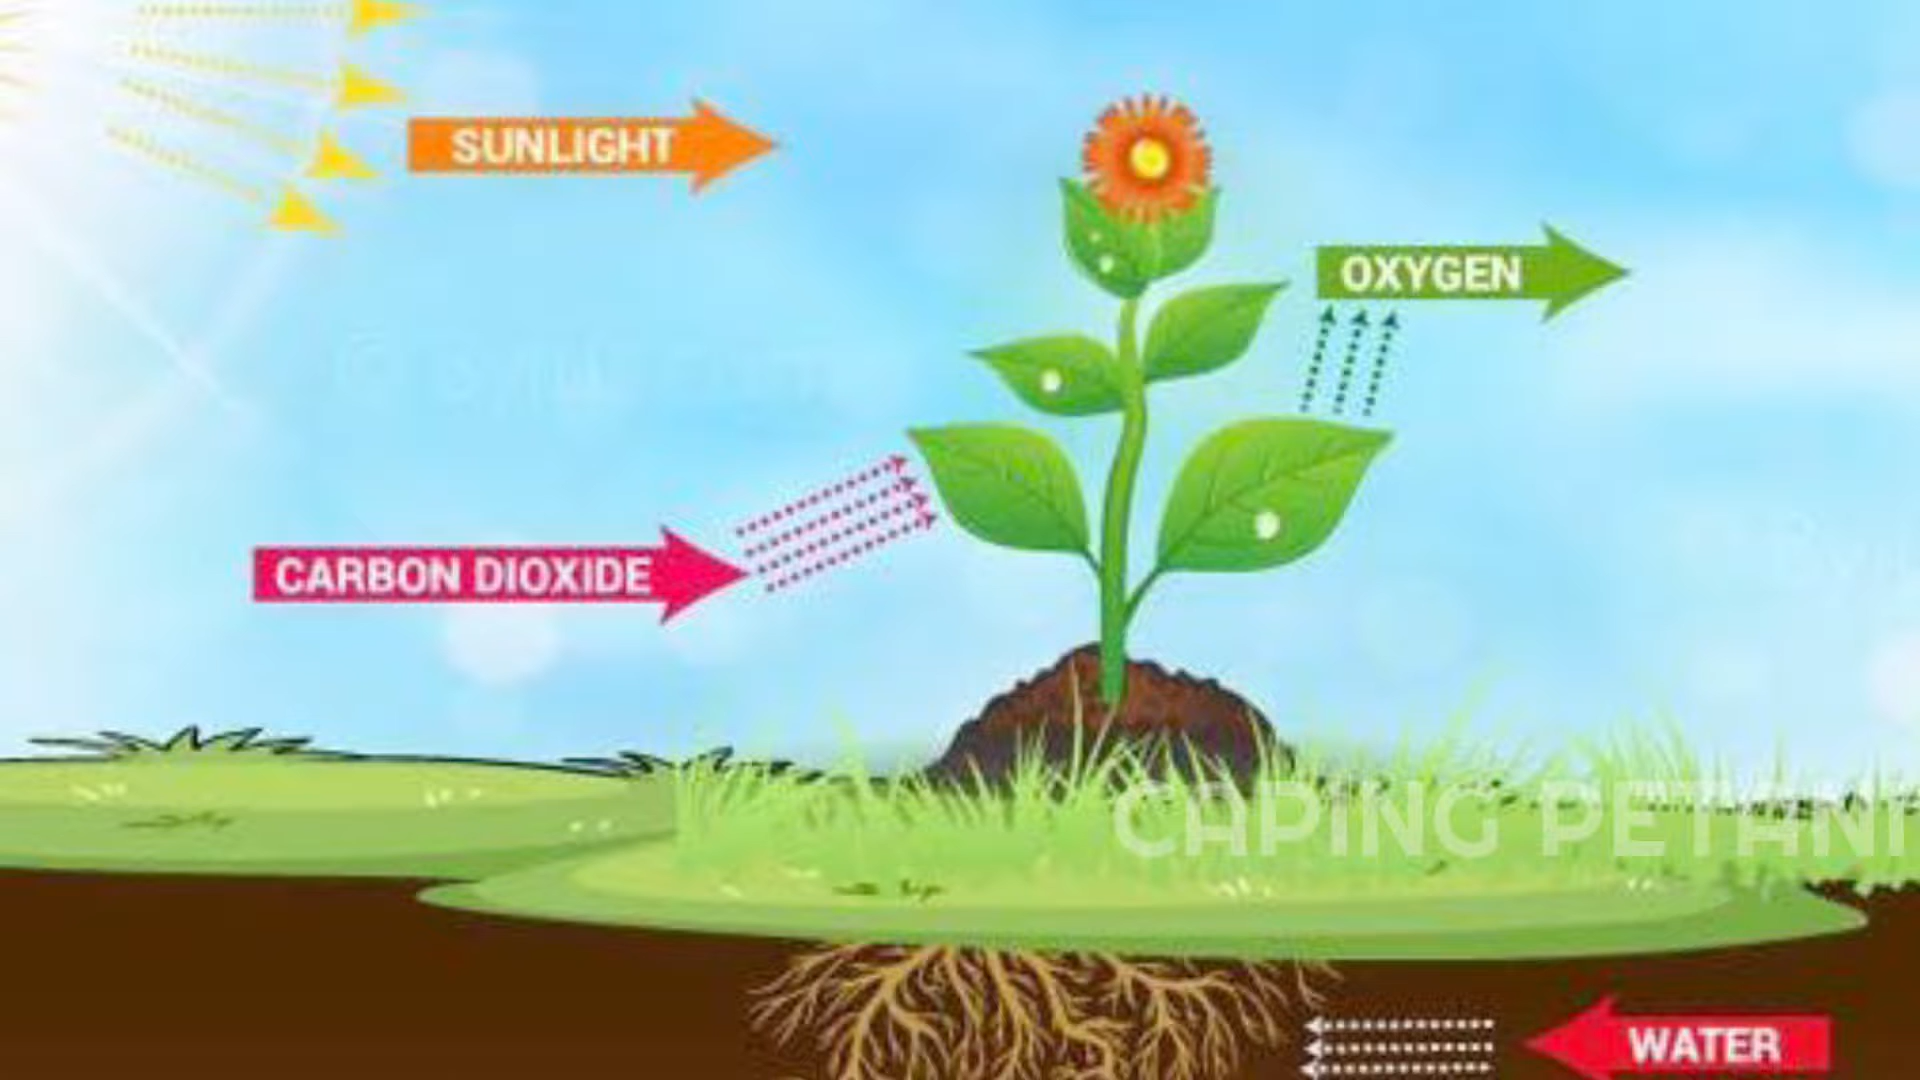 SUNLIGHT
OXYGEN
CARBON DIOXIDE
CAPING PETANI
WATER